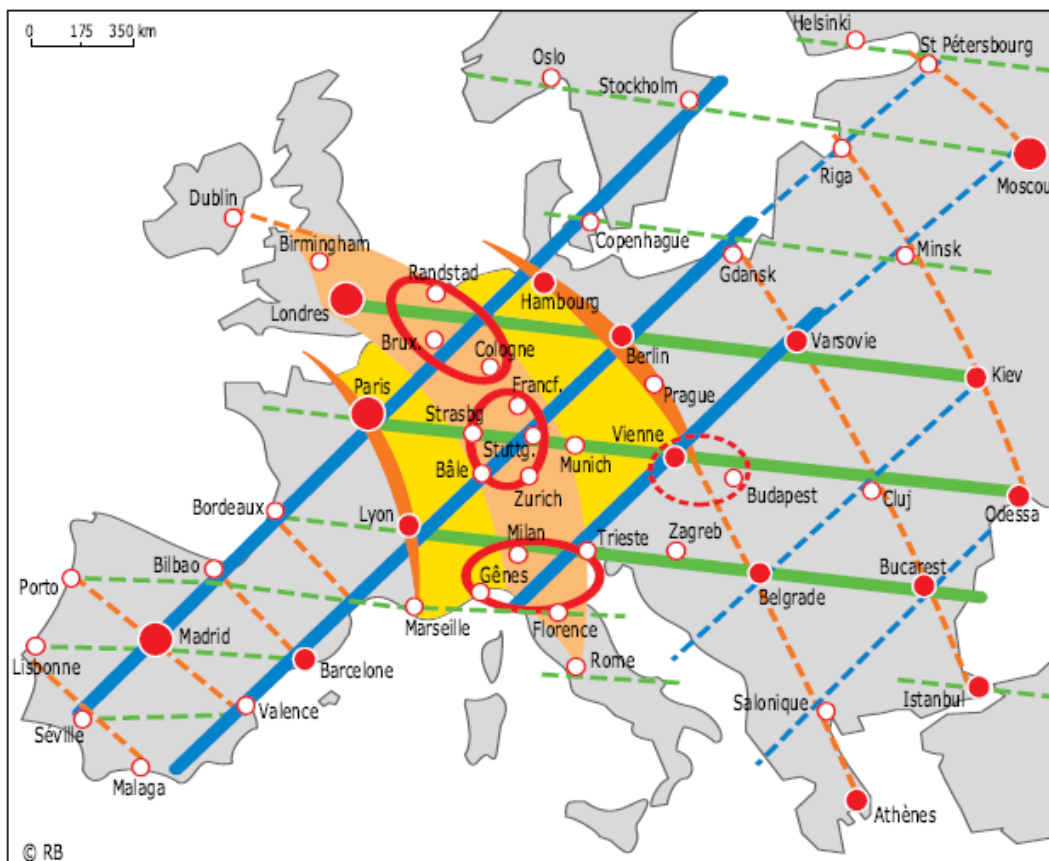 0 175 350 km
Helsinki
St Pétersbourg
Oslo
Stockholm
Moscou
Riga
Dublin
Birmingham
Copenhague
Minsk
Gdansk
Randstad
Hambourg
Londres
Brux.
Cologne
Berlin
Varsovie
Kiev
Paris
Francf.
Prague
Strasbg
Stuttg.
Vienne
Munich
Bâle
Zurich
Budapest
Cluj
Odessa
Bordeaux
Lyon
Milan
Trieste
Zagreb
Bilbao
Gênes
Bucarest
Porto
Belgrade
Marseille
Florence
Madrid
Lisbonne
Barcelone
Rome
Istanbul
Salonique
Valence
Séville
Malaga
Athènes
© RB